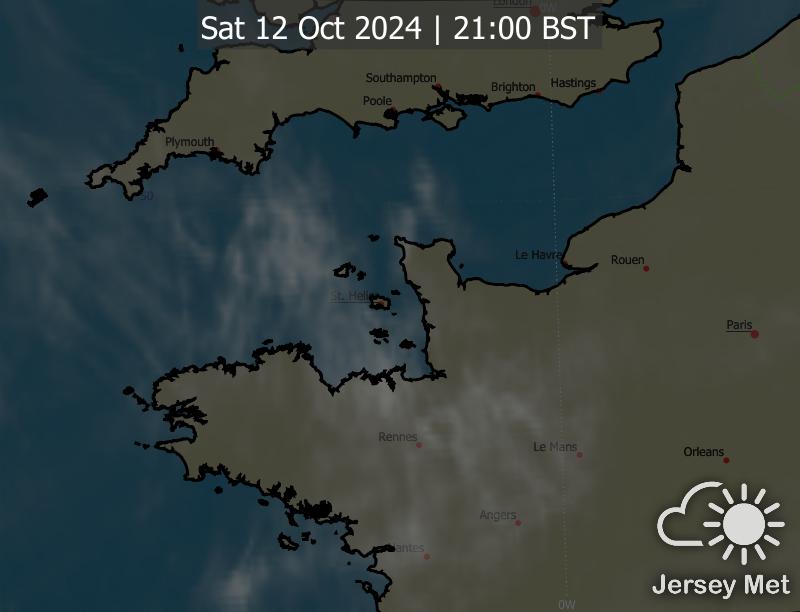 London
0W
Sat 12 Oct 2024 | 21:00 BST
Southampton
Hastings
Brighton
Poole
Plymouth
50
Le Havre
Rouen
St. Helier
Paris
Rennes
Le Mans
Orleans
Angers
Nantes
Jersey Met
0W